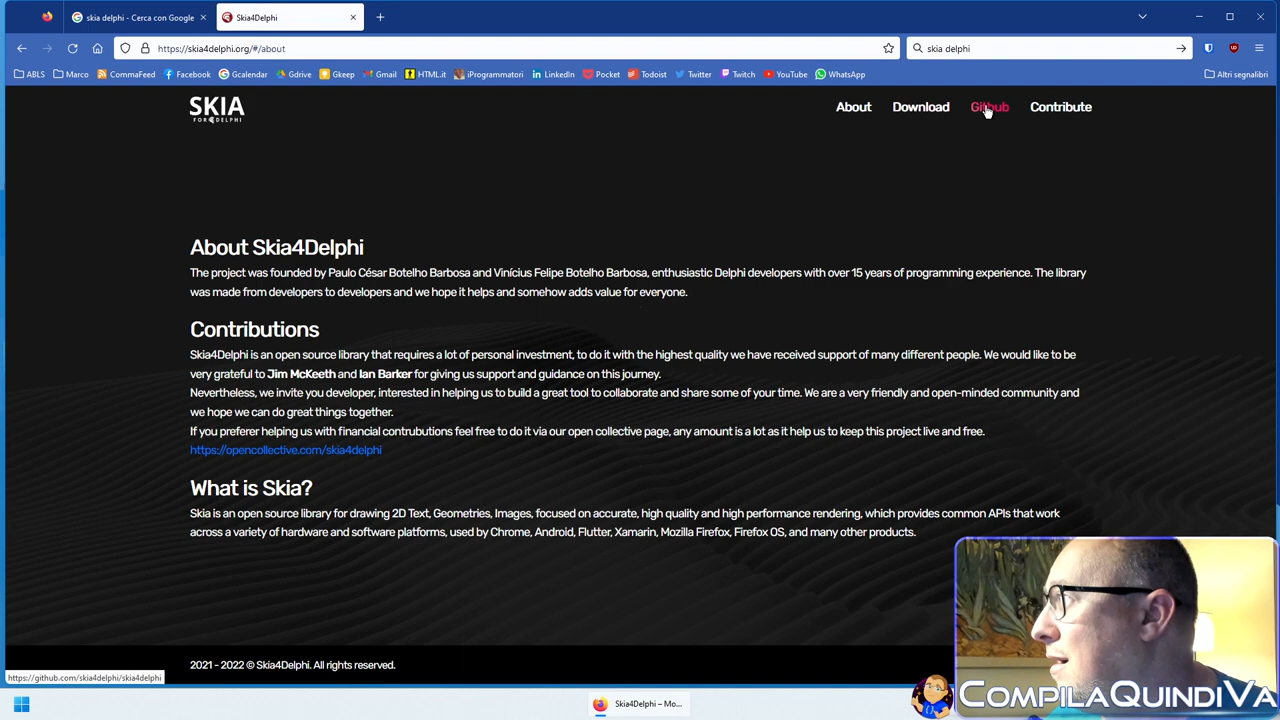 skia delphi - Cerca con Google
Skia4Delphi
https://skia4delphi.org/#/about
skia delphi
ABLS
Marco
CommaFeed
Facebook
Gcalendar
Gdrive
Gkeep
Gmail
HTML.it
iProgrammatori
LinkedIn
Pocket
Todoist
Twitter
Twitch
YouTube
WhatsApp
Altri segnalibri
SKIA
FOR DELPHI
About
Download
Github
Contribute
About Skia4Delphi
The project was founded by Paulo César Botelho Barbosa and Vinícius Felipe Botelho Barbosa, enthusiastic Delphi developers with over 15 years of programming experience. The library
was made from developers to developers and we hope it helps and somehow adds value for everyone.
Contributions
Skia4Delphi is an open source library that requires a lot of personal investment, to do it with the highest quality we have received support of many different people. We would like to be
very grateful to Jim McKeeth and Ian Barker for giving us support and guidance on this journey.
Nevertheless, we invite you developer, interested in helping us to build a great tool to collaborate and share some of your time. We are a very friendly and open-minded community and
we hope we can do great things together.
If you preferer helping us with financial contrubutions feel free to do it via our open collective page, any amount is a lot as it help us to keep this project live and free.
https://opencollective.com/skia4delphi
What is Skia?
Skia is an open source library for drawing 2D Text, Geometries, Images, focused on accurate, high quality and high performance rendering, which provides common APIs that work
across a variety of hardware and software platforms, used by Chrome, Android, Flutter, Xamarin, Mozilla Firefox, Firefox OS, and many other products.
2021 - 2022 © Skia4Delphi. All rights reserved.
https://github.com/skia4delphi/skia4delphi
Skia4Delphi — Mo...
CompilaQuindiVa